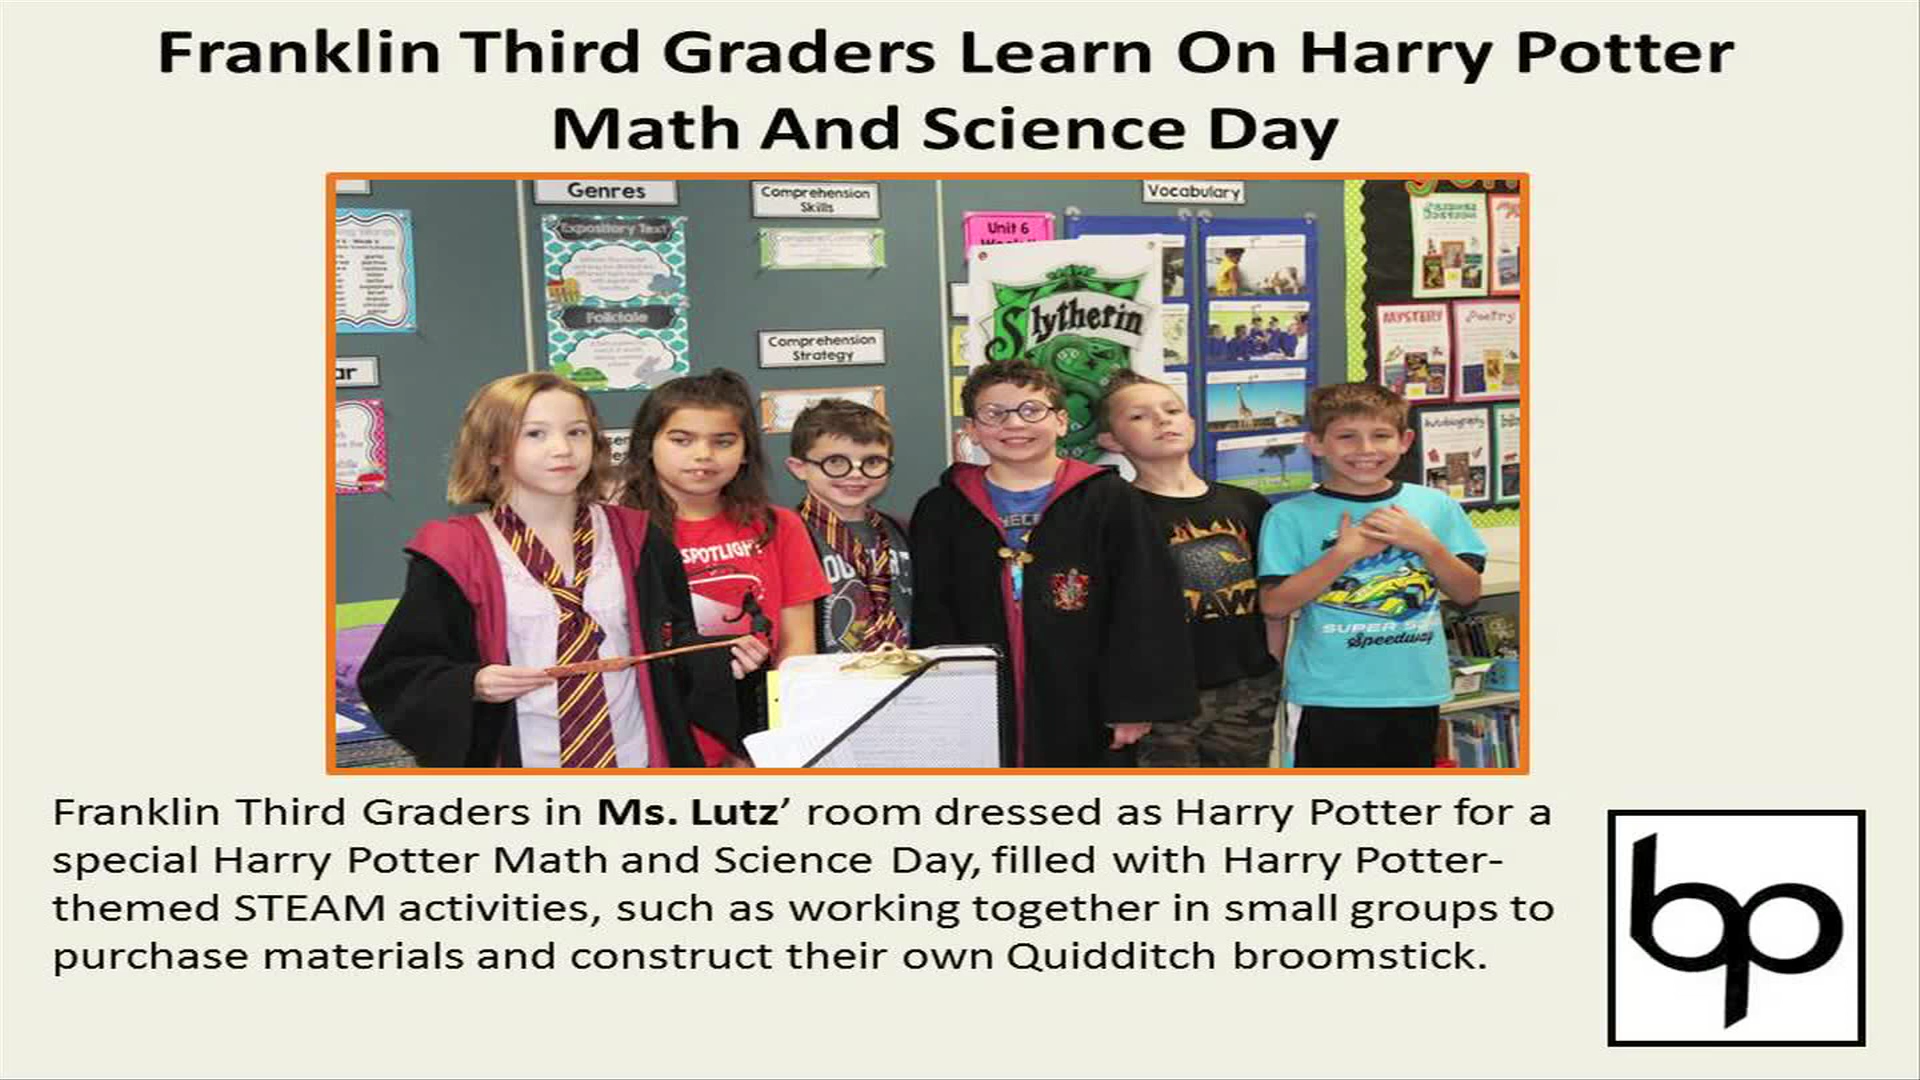 Franklin Third Graders Learn On Harry Potter
Math And Science Day
Genres
Comprehension
Skills
Vocabulary
Expository Text
Unit 6
Folktale
Slytherin
MYSTERY
Poetry
Comprehension
Strategy
Autobiography
SPOTLIGHT
SUPER
Speedway
Franklin Third Graders in Ms. Lutz’ room dressed as Harry Potter for a
special Harry Potter Math and Science Day, filled with Harry Potter-
themed STEAM activities, such as working together in small groups to
purchase materials and construct their own Quidditch broomstick.
bp